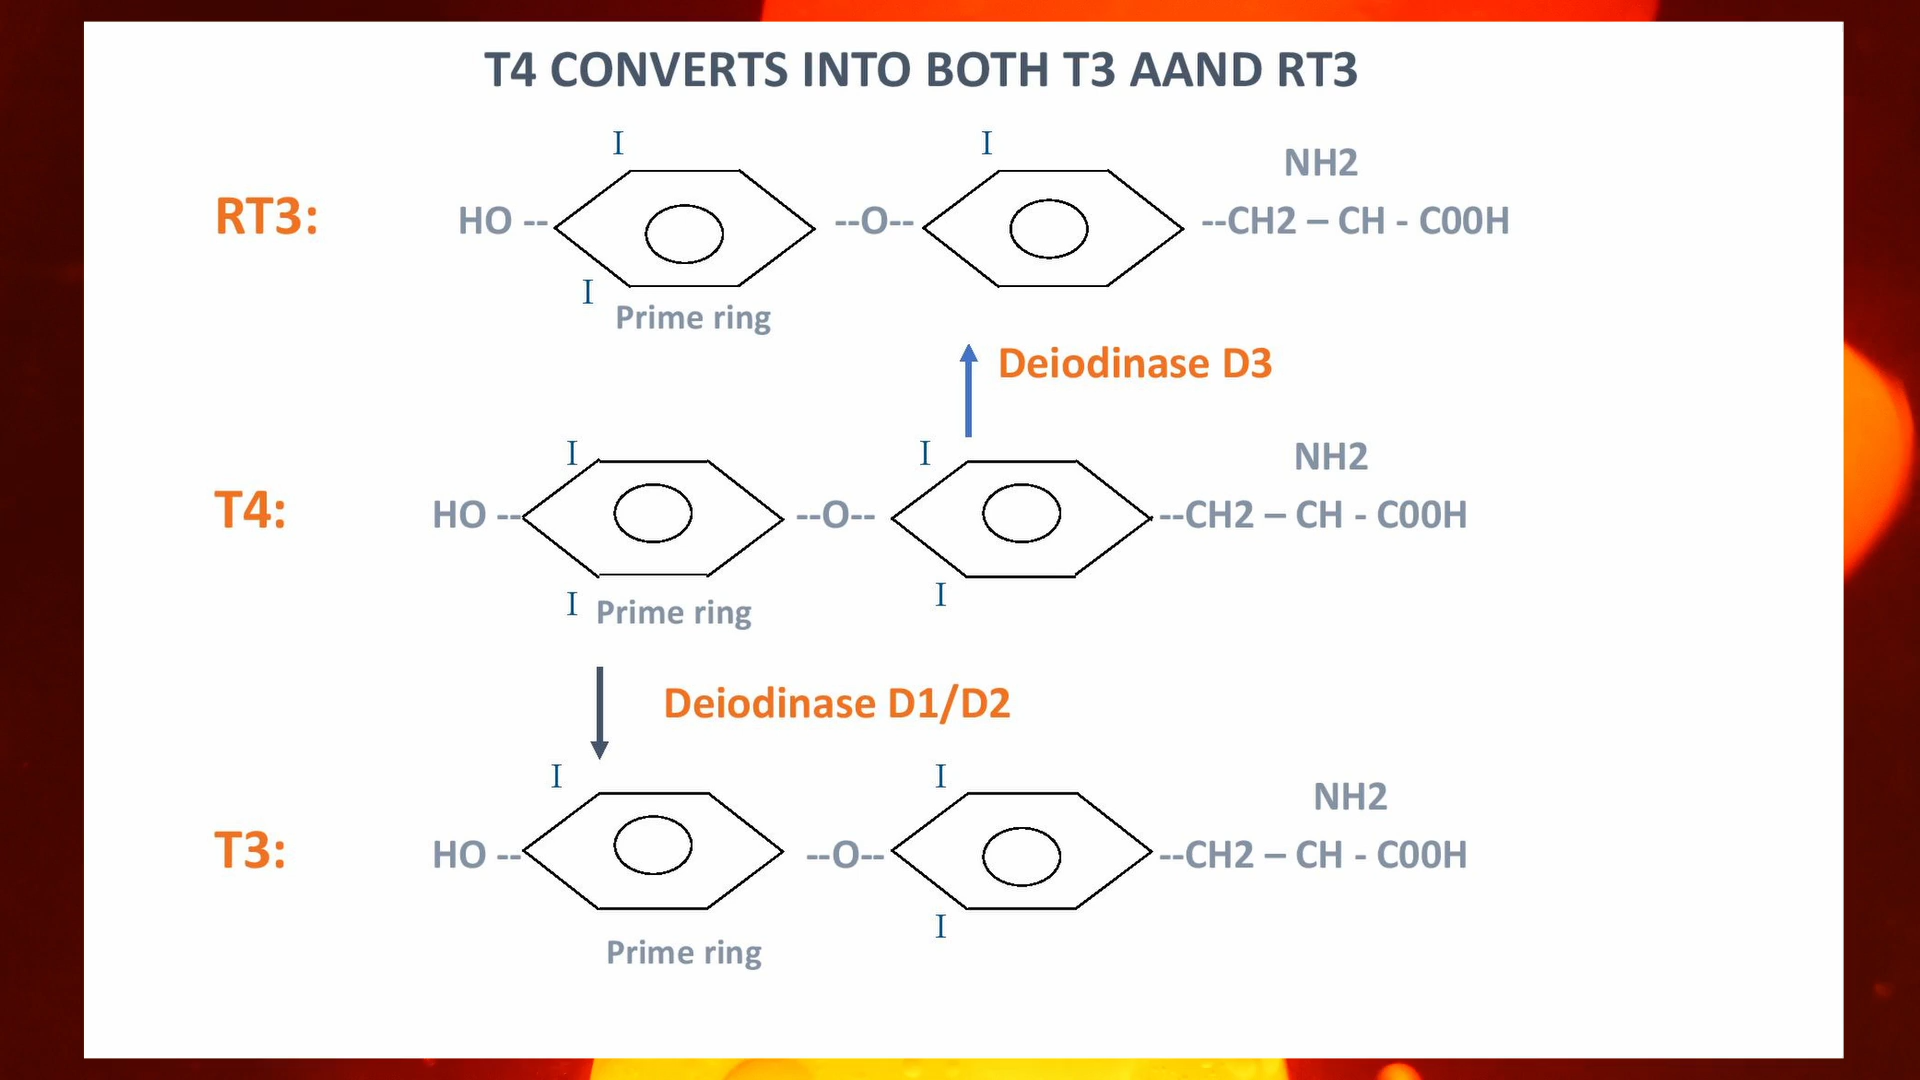 T4 CONVERTS INTO BOTH T3 AAND RT3
I I
NH2
RT3: HO -- --O-- --CH2 – CH - C00H
I
Prime ring
Deiodinase D3
I I
NH2
T4: HO -- --O-- --CH2 – CH - C00H
I I
Prime ring
Deiodinase D1/D2
I I
NH2
T3: HO -- --O-- --CH2 – CH - C00H
I
Prime ring